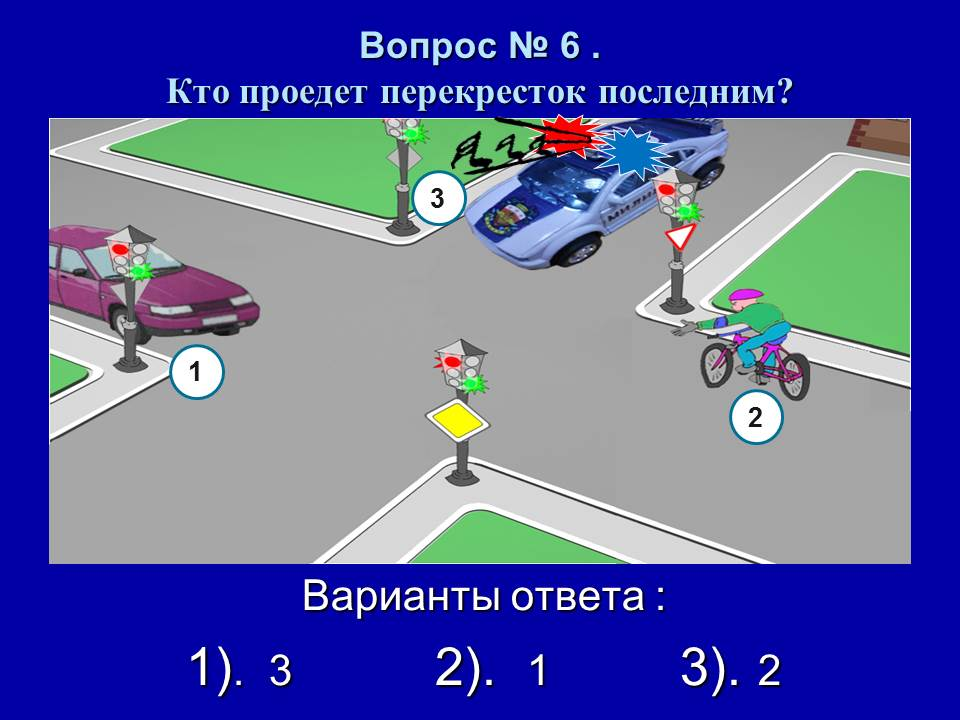 Вопрос № 6 .
Кто проедет перекресток последним?
3
1
2
Варианты ответа :
1). 3 2). 1 3). 2